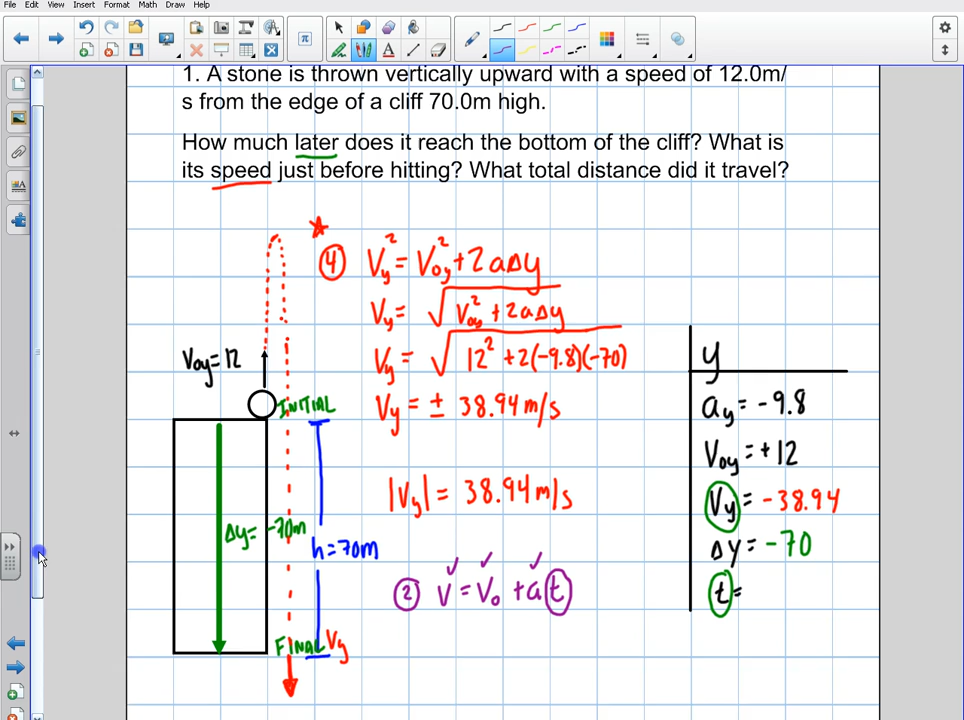 File Edit View Insert Format Math Draw Help
1. A stone is thrown vertically upward with a speed of 12.0m/
s from the edge of a cliff 70.0m high.
How much later does it reach the bottom of the cliff? What is
its speed just before hitting? What total distance did it travel?
④ Vy² = Voy² + 2aΔy
Vy = √(Voy² + 2aΔy)
Voy = 12
Vy = √(12² + 2(-9.8)(-70))
Vy = ± 38.94 m/s
INITIAL
|Vy| = 38.94 m/s
Δy = -70m
h = 70m
② v = v₀ + at
FINAL Vy
y
ay = -9.8
Voy = +12
Vy = -38.94
Δy = -70
t =